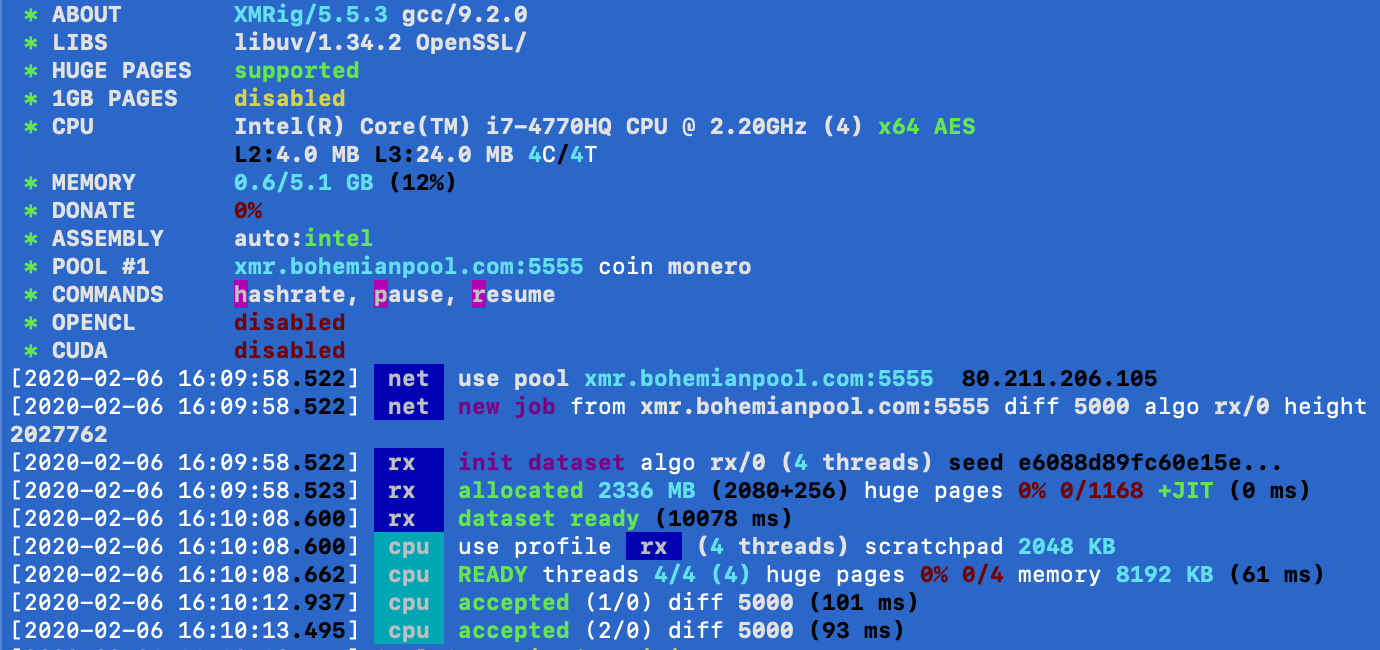 * ABOUT XMRig/5.5.3 gcc/9.2.0
* LIBS libuv/1.34.2 OpenSSL/
* HUGE PAGES supported
* 1GB PAGES disabled
* CPU Intel(R) Core(TM) i7-4770HQ CPU @ 2.20GHz (4) x64 AES
L2:4.0 MB L3:24.0 MB 4C/4T
* MEMORY 0.6/5.1 GB (12%)
* DONATE 0%
* ASSEMBLY auto:intel
* POOL #1 xmr.bohemianpool.com:5555 coin monero
* COMMANDS hashrate, pause, resume
* OPENCL disabled
* CUDA disabled
[2020-02-06 16:09:58.522] net use pool xmr.bohemianpool.com:5555 80.211.206.105
[2020-02-06 16:09:58.522] net new job from xmr.bohemianpool.com:5555 diff 5000 algo rx/0 height
2027762
[2020-02-06 16:09:58.522] rx init dataset algo rx/0 (4 threads) seed e6088d89fc60e15e...
[2020-02-06 16:09:58.523] rx allocated 2336 MB (2080+256) huge pages 0% 0/1168 +JIT (0 ms)
[2020-02-06 16:10:08.600] rx dataset ready (10078 ms)
[2020-02-06 16:10:08.600] cpu use profile rx (4 threads) scratchpad 2048 KB
[2020-02-06 16:10:08.662] cpu READY threads 4/4 (4) huge pages 0% 0/4 memory 8192 KB (61 ms)
[2020-02-06 16:10:12.937] cpu accepted (1/0) diff 5000 (101 ms)
[2020-02-06 16:10:13.495] cpu accepted (2/0) diff 5000 (93 ms)